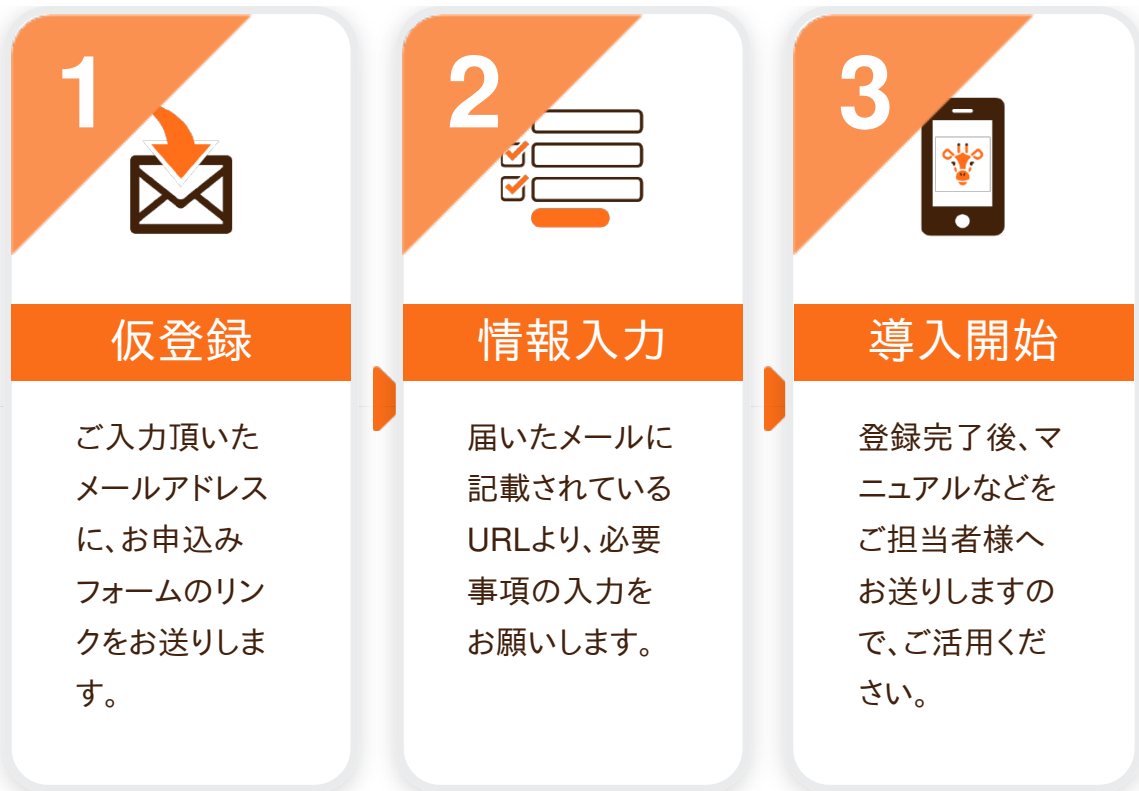 1
仮登録
ご入力頂いた
メールアドレス
に、お申込み
フォームのリン
クをお送りしま
す。
2
情報入力
届いたメールに
記載されている
URLより、必要
事項の入力を
お願いします。
3
導入開始
登録完了後、マ
ニュアルなどを
ご担当者様へ
お送りしますの
で、ご活用くだ
さい。